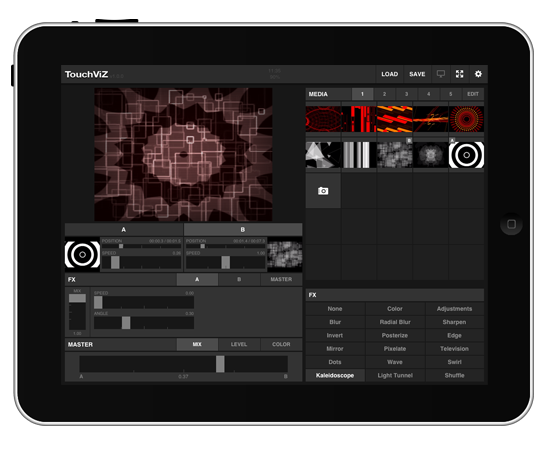 TouchViZ
LOAD SAVE
MEDIA 1 2 3 4 5 EDIT
A B
POSITION
POSITION
SPEED
SPEED
FX A B MASTER
SPEED
ANGLE
MASTER MIX LEVEL COLOR
A 0.37 B
FX
None Color Adjustments
Blur Radial Blur Sharpen
Invert Posterize Edge
Mirror Pixelate Television
Dots Wave Swirl
Kaleidoscope Light Tunnel Shuffle